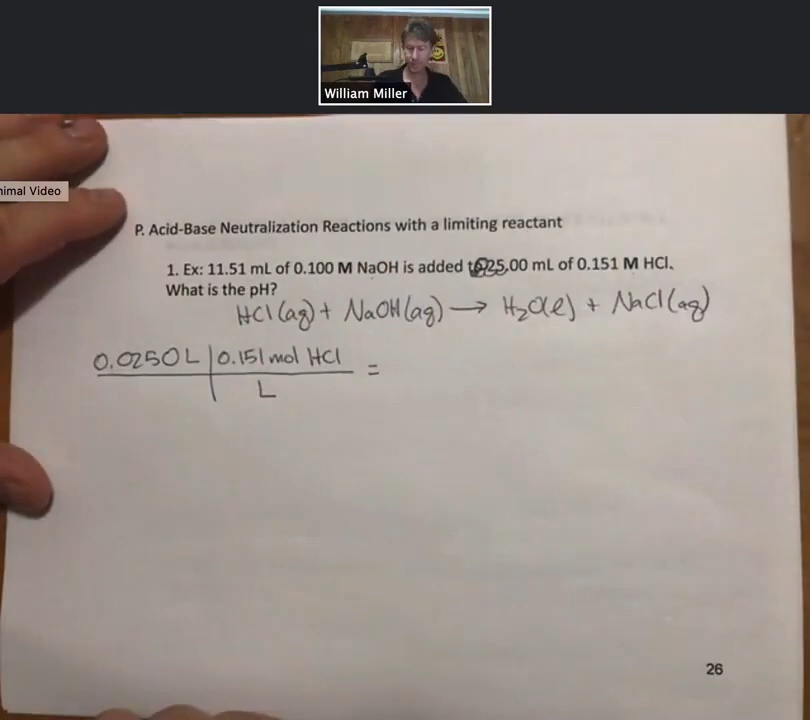 William Miller
nimal Video
P. Acid-Base Neutralization Reactions with a limiting reactant
1. Ex: 11.51 mL of 0.100 M NaOH is added 25.00 mL of 0.151 M HCl.
What is the pH?
HCl(aq) + NaOH(aq) → H₂O(l) + NaCl(aq)
0.0250 L | 0.151 mol HCl =
L
26